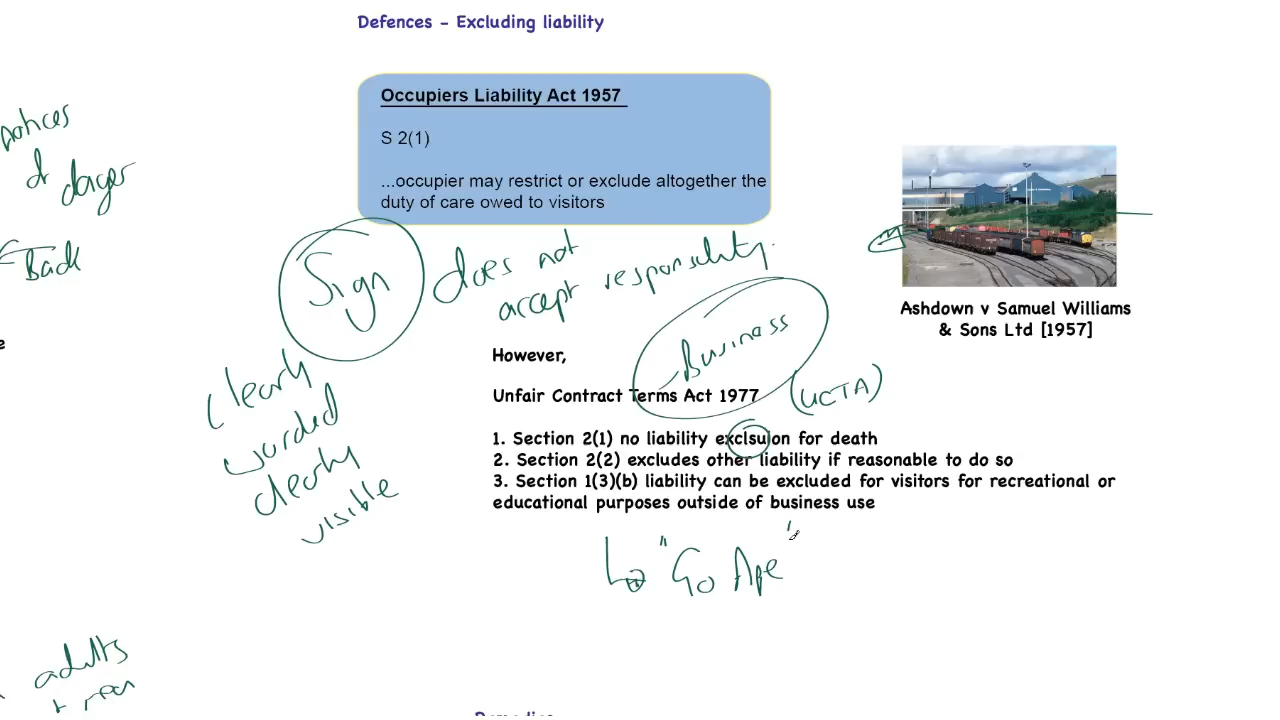 Defences - Excluding liability
Occupiers Liability Act 1957
S 2(1)
...occupier may restrict or exclude altogether the
duty of care owed to visitors
notices
danger
Back
Sign
does not
accept responsibility.
clearly
worded
clearly
visible
Ashdown v Samuel Williams
& Sons Ltd [1957]
However,
Business
Unfair Contract Terms Act 1977
(UCTA)
1. Section 2(1) no liability exclsuion for death
2. Section 2(2) excludes other liability if reasonable to do so
3. Section 1(3)(b) liability can be excluded for visitors for recreational or
educational purposes outside of business use
"Go Ape"
adults